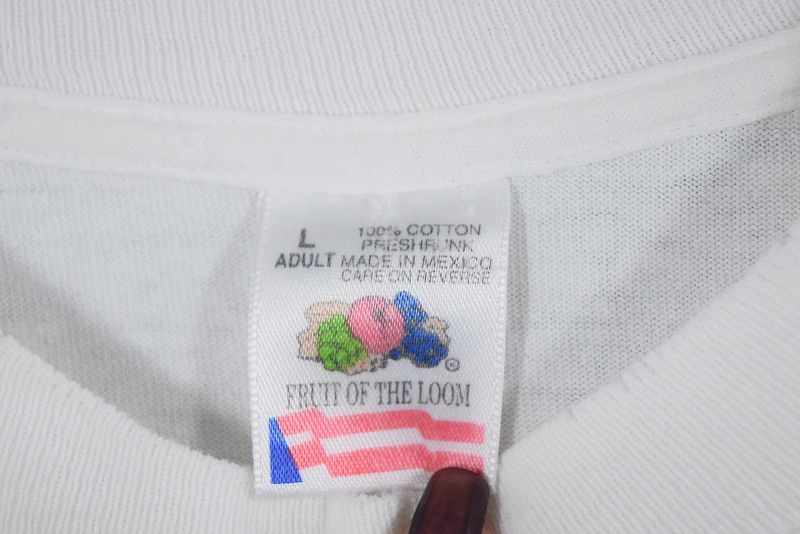 L
ADULT
100% COTTON
PRESHRUNK
MADE IN MEXICO
CARE ON REVERSE
®
FRUIT OF THE LOOM